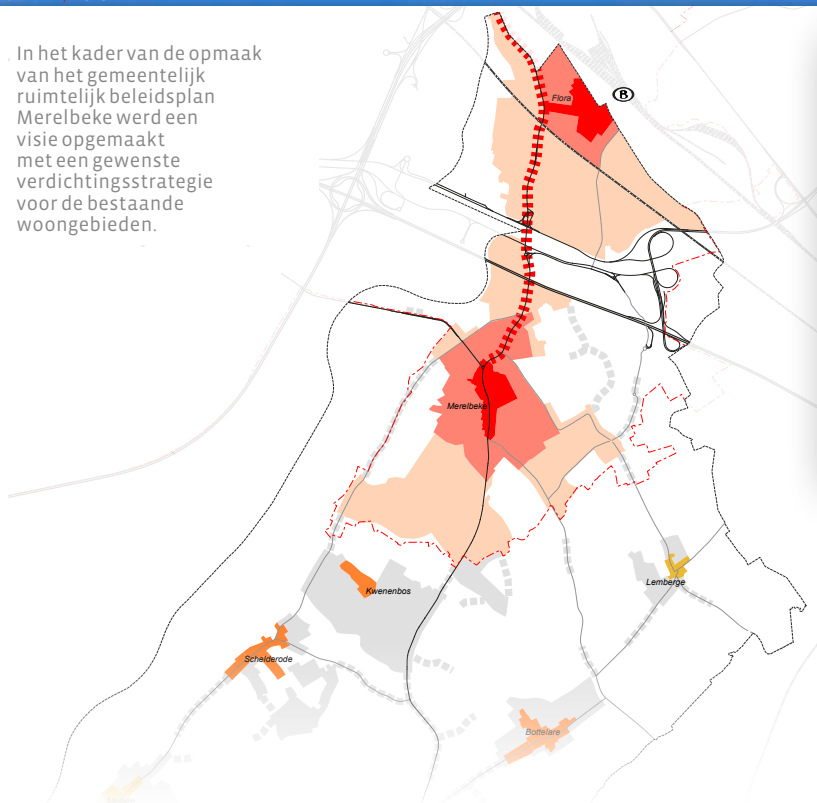 In het kader van de opmaak
van het gemeentelijk
ruimtelijk beleidsplan
Merelbeke werd een
visie opgemaakt
met een gewenste
verdichtingsstrategie
voor de bestaande
woongebieden.
Flora
B
Merelbeke
Lemberge
Kwenenbos
Schelderode
Bottelare